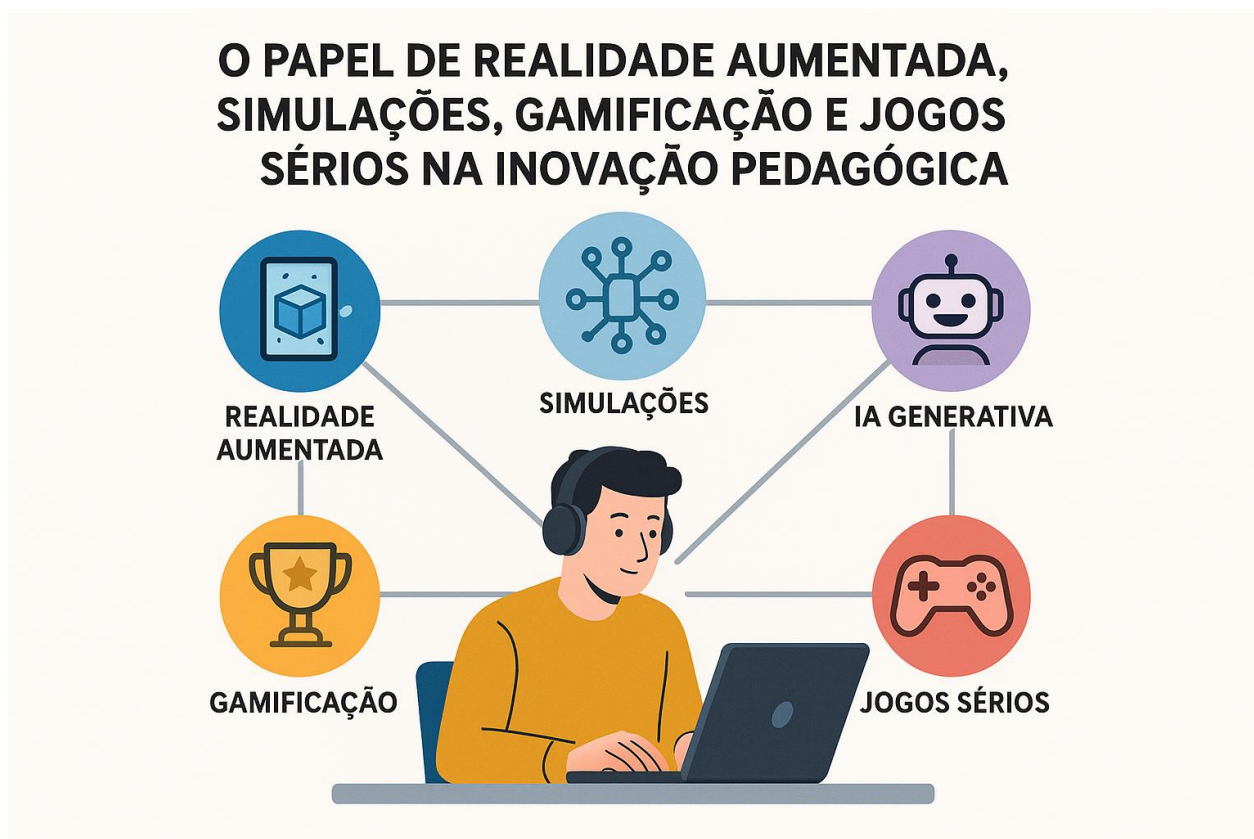 O PAPEL DE REALIDADE AUMENTADA,
SIMULAÇÕES, GAMIFICAÇÃO E JOGOS
SÉRIOS NA INOVAÇÃO PEDAGÓGICA
REALIDADE
AUMENTADA
SIMULAÇÕES
IA GENERATIVA
GAMIFICAÇÃO
JOGOS SÉRIOS